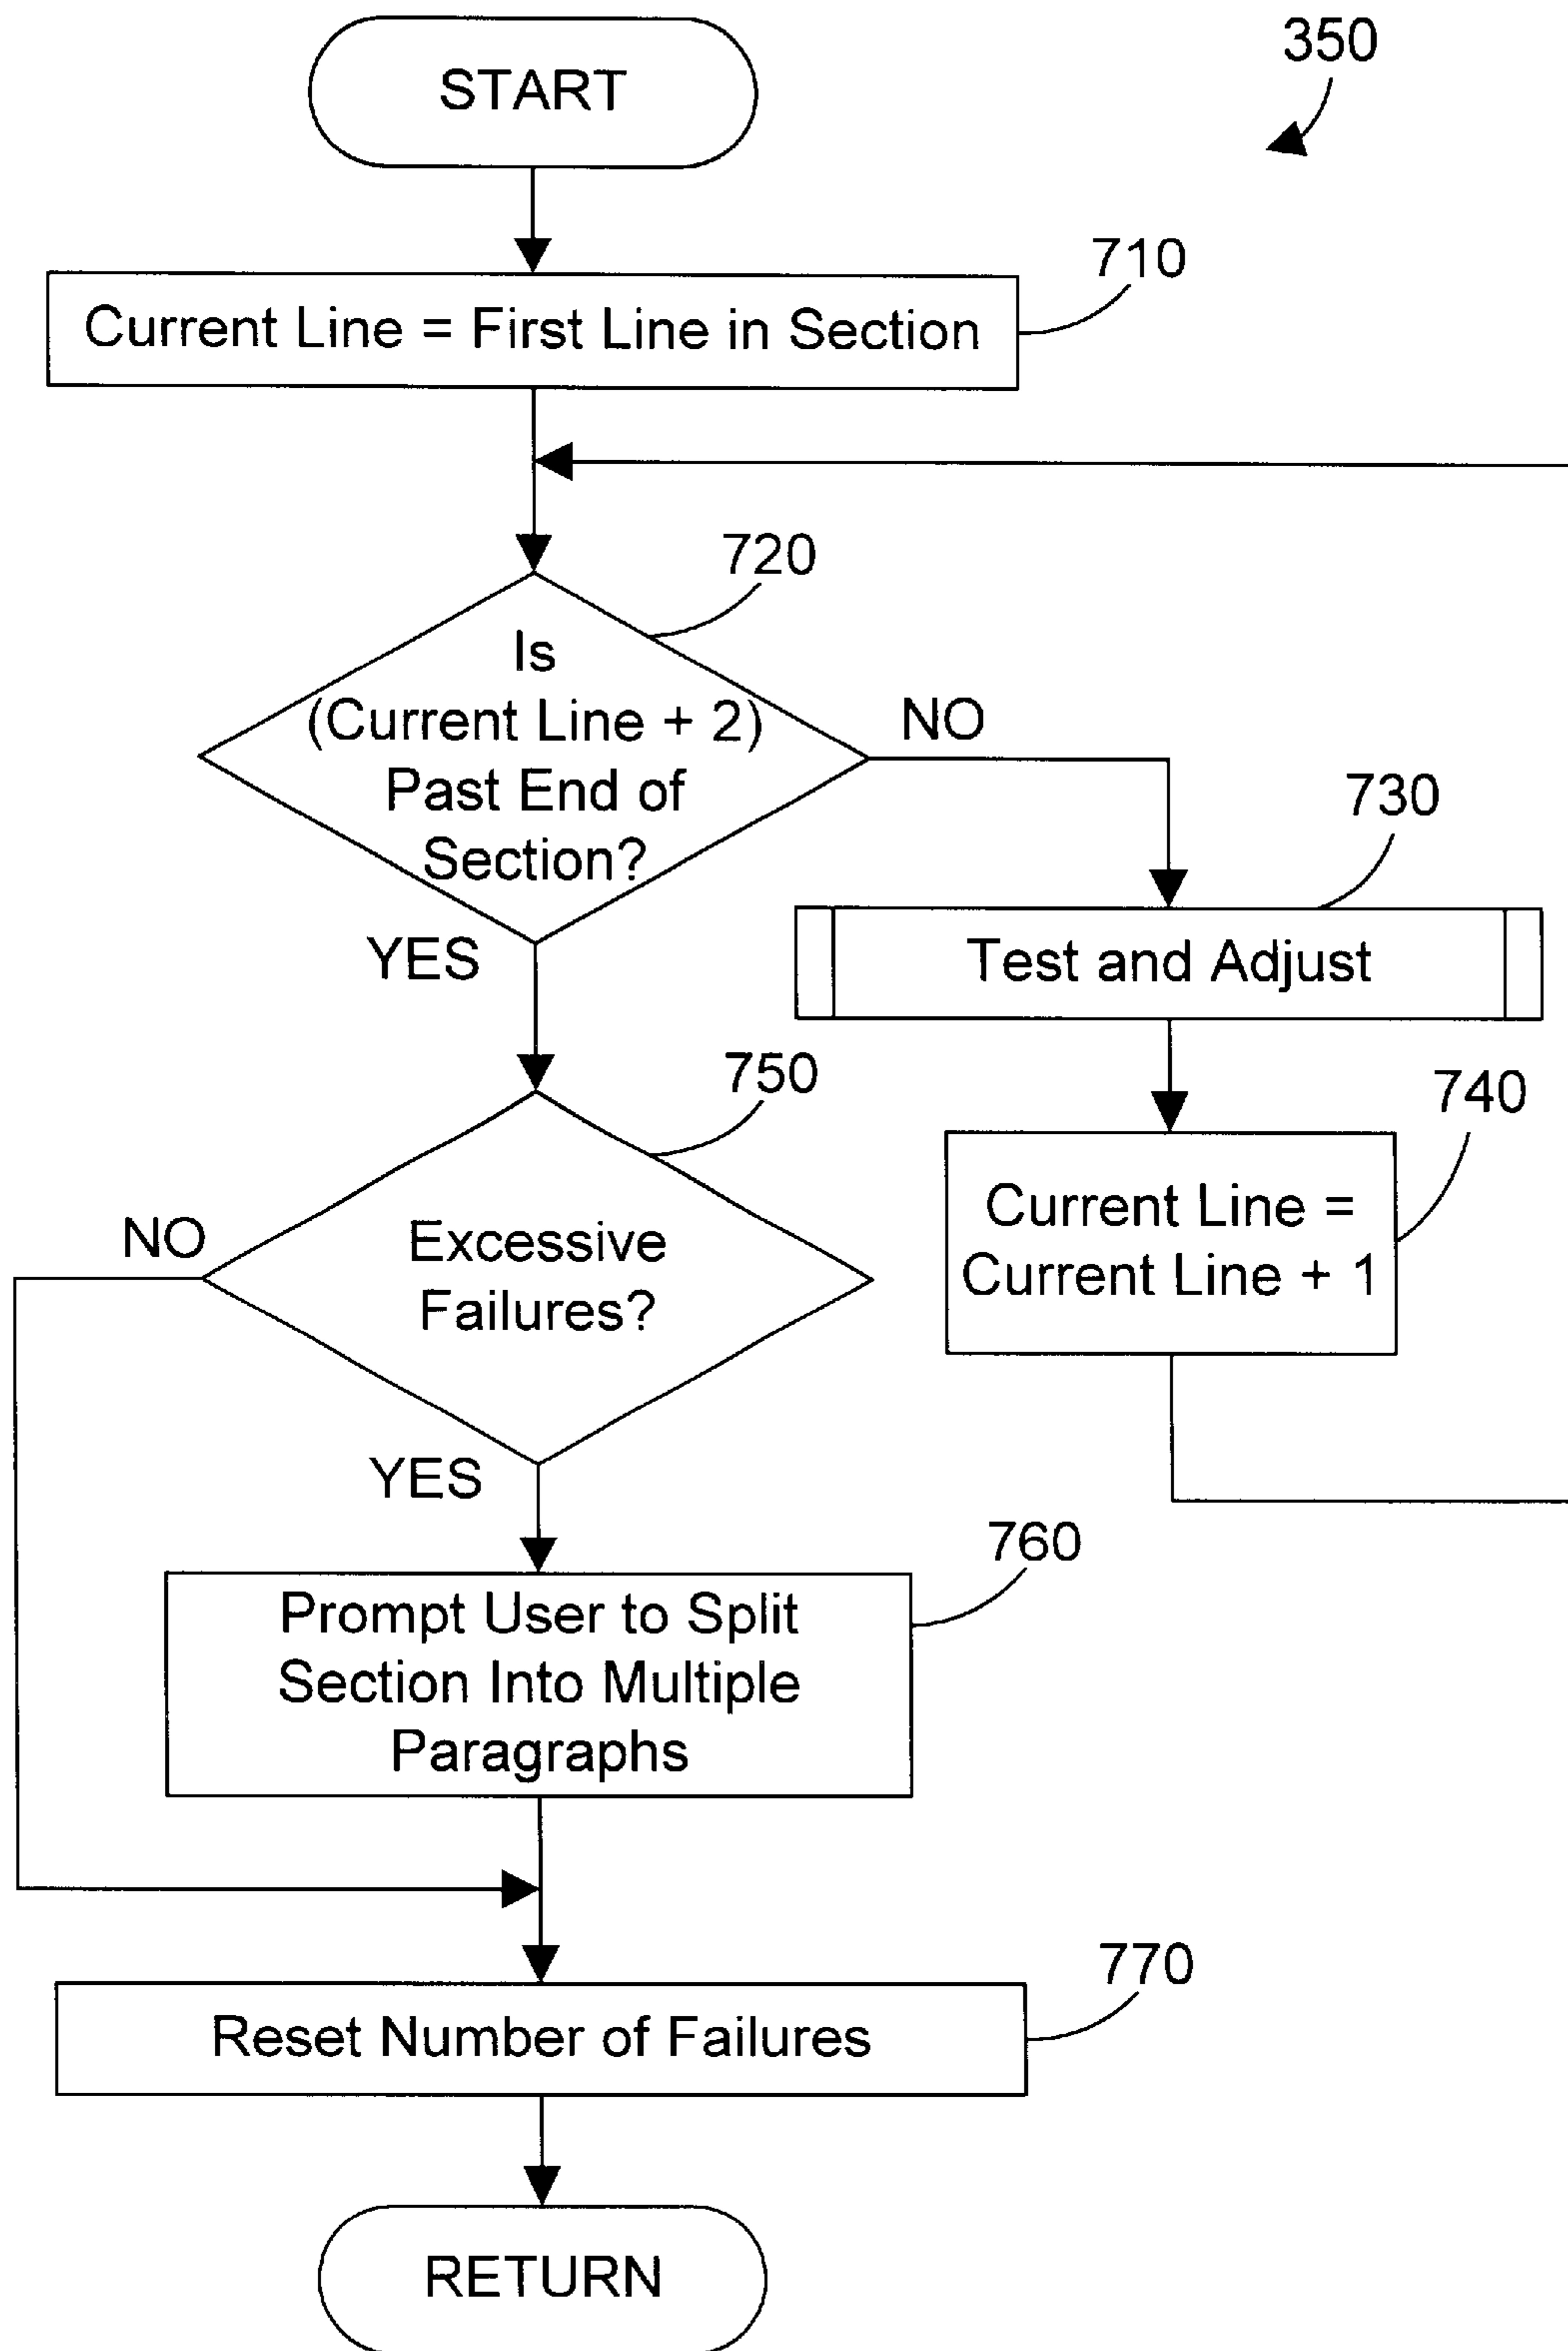 START
350
710
Current Line = First Line in Section
720
Is
(Current Line + 2)
Past End of
Section?
NO
YES
730
Test and Adjust
740
Current Line =
Current Line + 1
750
Excessive
Failures?
NO
YES
760
Prompt User to Split
Section Into Multiple
Paragraphs
770
Reset Number of Failures
RETURN